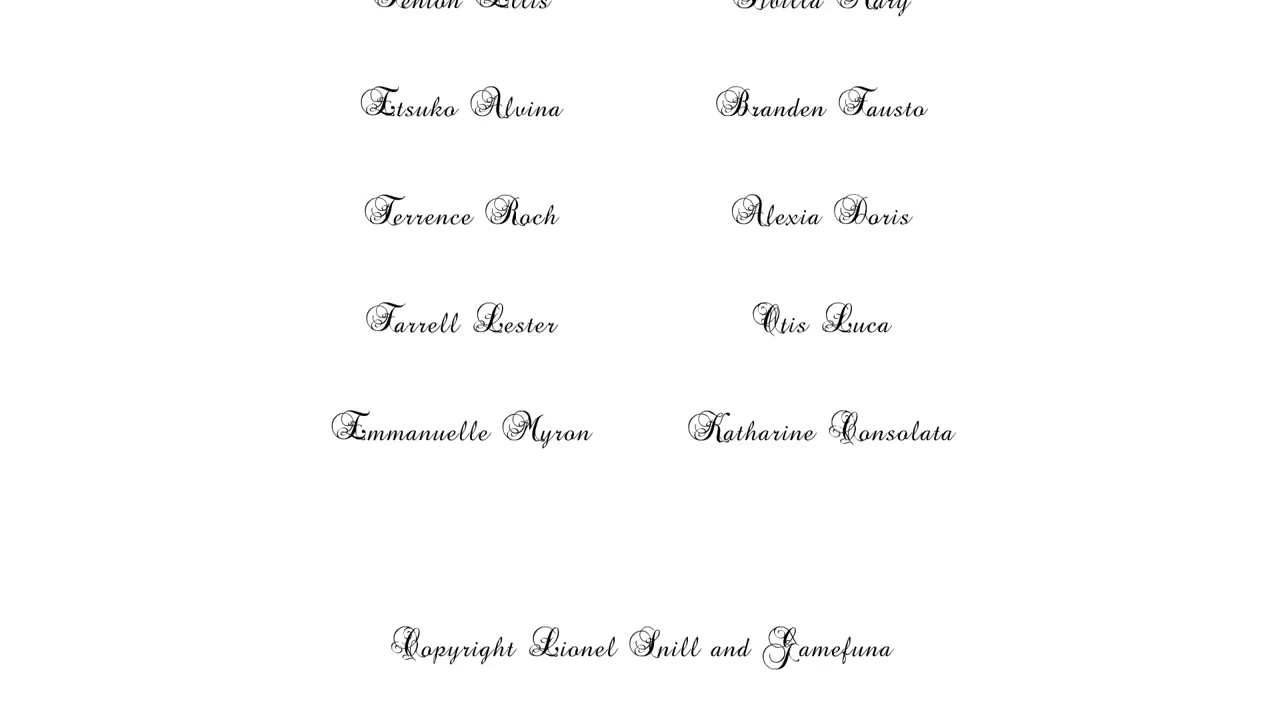 Etsuko Alvina Branden Fausto
Terrence Roch Alexia Doris
Farrell Lester Otis Luca
Emmanuelle Myron Katharine Consolata
Copyright Lionel Snill and Gamefuna